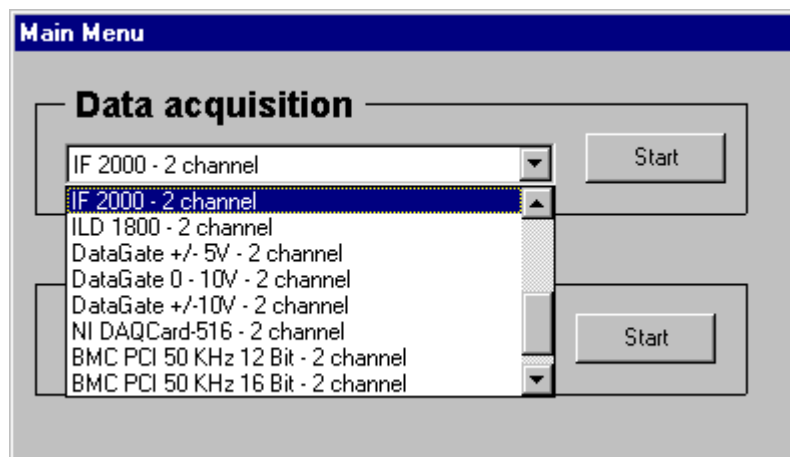 Main Menu
Data acquisition
IF 2000 - 2 channel
Start
IF 2000 - 2 channel
ILD 1800 - 2 channel
DataGate +/- 5V - 2 channel
DataGate 0 - 10V - 2 channel
DataGate +/-10V - 2 channel
NI DAQCard-516 - 2 channel
BMC PCI 50 KHz 12 Bit - 2 channel
BMC PCI 50 KHz 16 Bit - 2 channel
Start